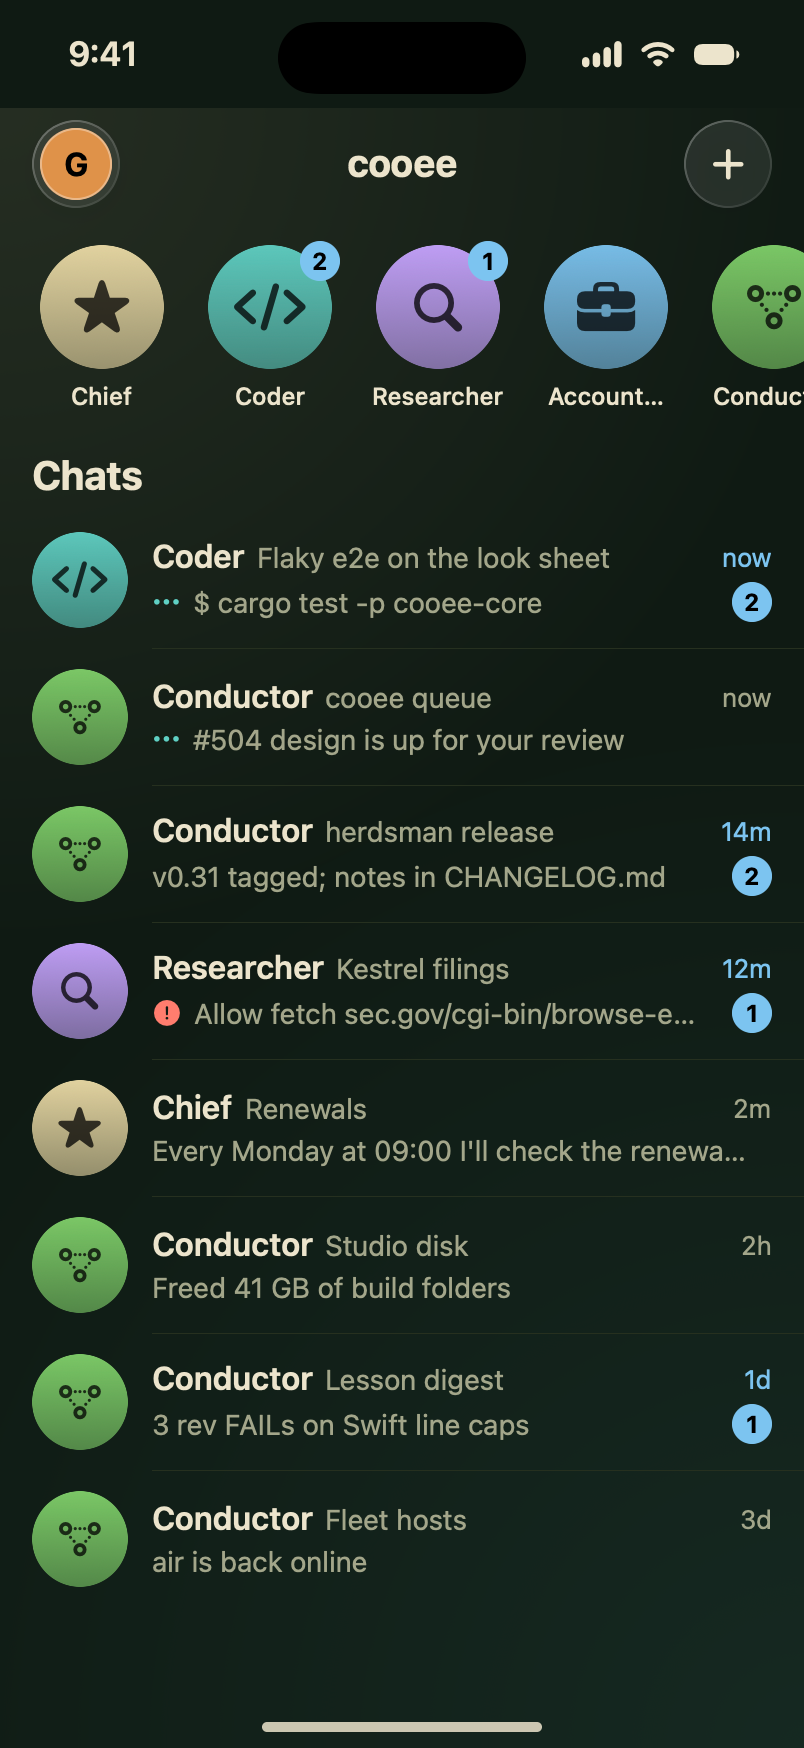 9:41
G
cooee
2
1
Chief
Coder
Researcher
Account...
Conduct
Chats
Coder Flaky e2e on the look sheet now
··· $ cargo test -p cooee-core 2
Conductor cooee queue now
··· #504 design is up for your review
Conductor herdsman release 14m
v0.31 tagged; notes in CHANGELOG.md 2
Researcher Kestrel filings 12m
! Allow fetch sec.gov/cgi-bin/browse-e... 1
Chief Renewals 2m
Every Monday at 09:00 I'll check the renewa...
Conductor Studio disk 2h
Freed 41 GB of build folders
Conductor Lesson digest 1d
3 rev FAILs on Swift line caps 1
Conductor Fleet hosts 3d
air is back online